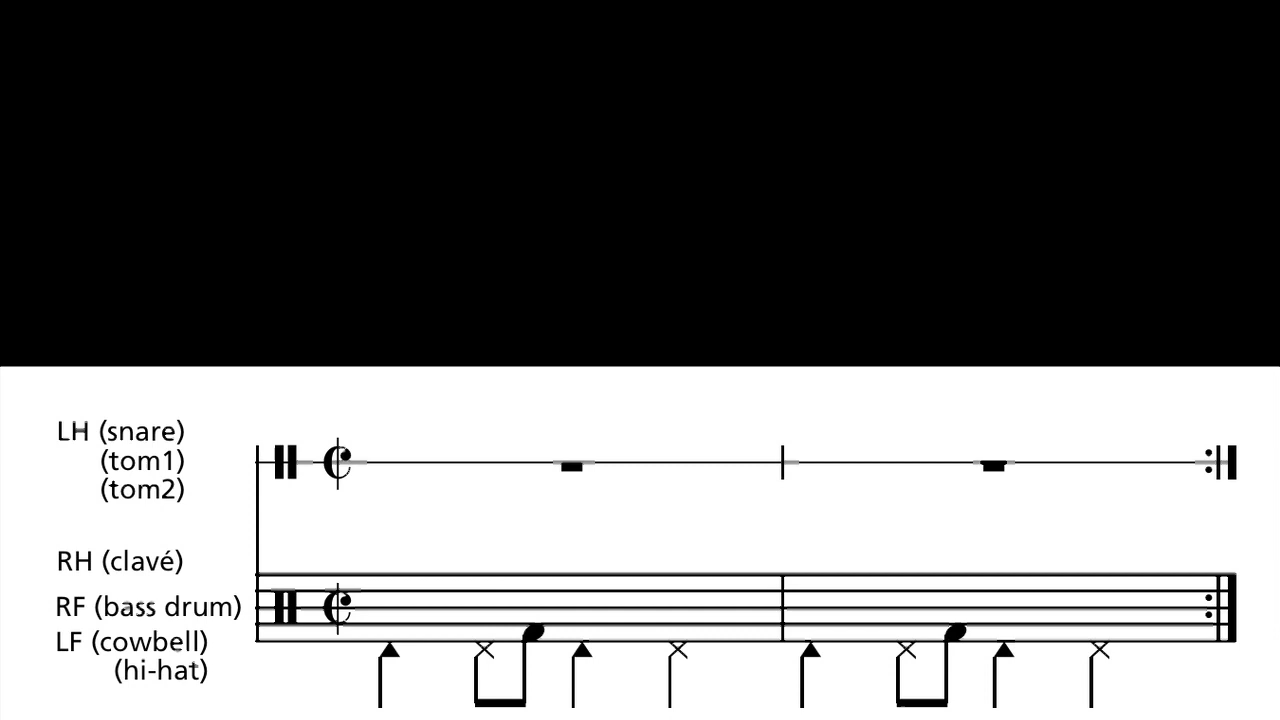 LH (snare)
(tom1)
(tom2)
RH (clavé)
RF (bass drum)
LF (cowbell)
(hi-hat)